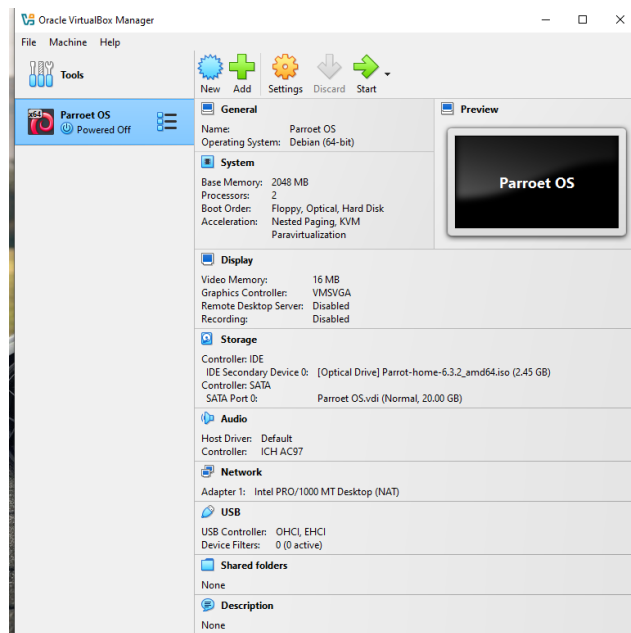 Oracle VirtualBox Manager
File Machine Help
Tools
New Add Settings Discard Start
x64
Parroet OS
Powered Off
General
Name: Parroet OS
Operating System: Debian (64-bit)
Preview
Parroet OS
System
Base Memory: 2048 MB
Processors: 2
Boot Order: Floppy, Optical, Hard Disk
Acceleration: Nested Paging, KVM
Paravirtualization
Display
Video Memory: 16 MB
Graphics Controller: VMSVGA
Remote Desktop Server: Disabled
Recording: Disabled
Storage
Controller: IDE
IDE Secondary Device 0: [Optical Drive] Parrot-home-6.3.2_amd64.iso (2.45 GB)
Controller: SATA
SATA Port 0: Parroet OS.vdi (Normal, 20.00 GB)
Audio
Host Driver: Default
Controller: ICH AC97
Network
Adapter 1: Intel PRO/1000 MT Desktop (NAT)
USB
USB Controller: OHCI, EHCI
Device Filters: 0 (0 active)
Shared folders
None
Description
None